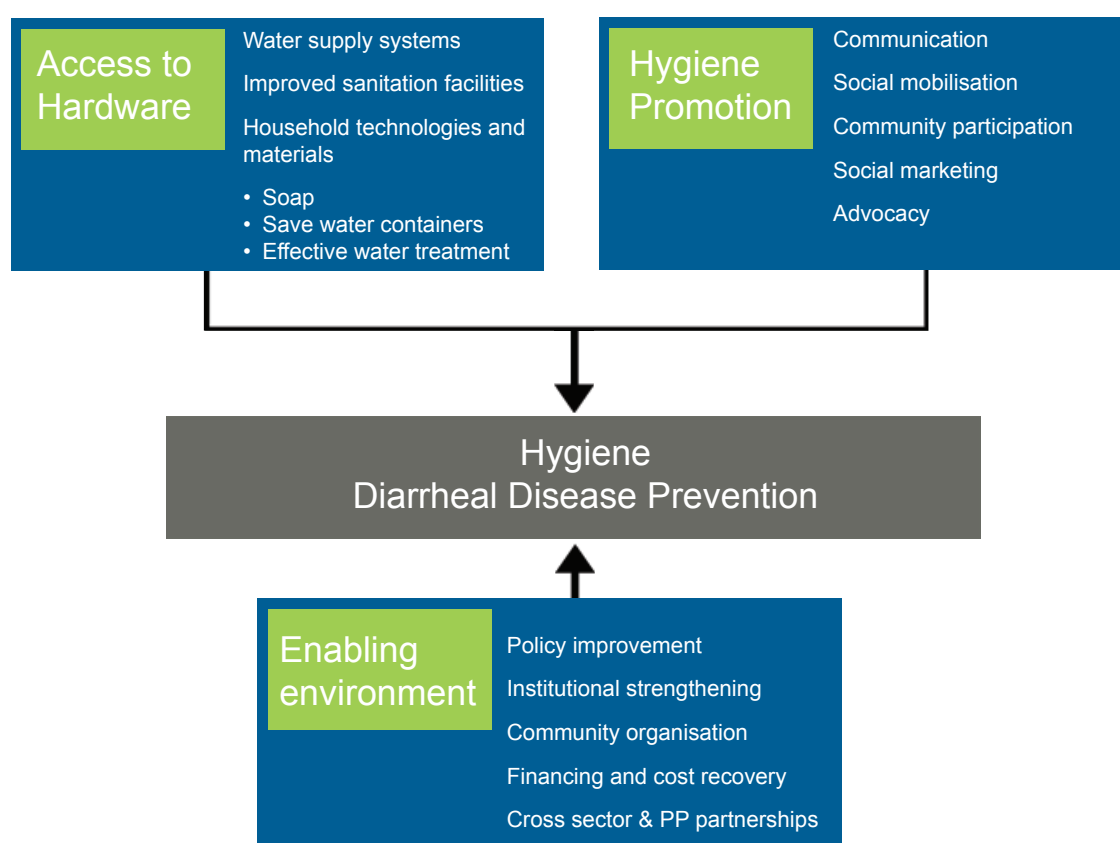 Access to
Hardware
Water supply systems
Improved sanitation facilities
Household technologies and
materials
• Soap
• Save water containers
• Effective water treatment
Hygiene
Promotion
Communication
Social mobilisation
Community participation
Social marketing
Advocacy
Hygiene
Diarrheal Disease Prevention
Enabling
environment
Policy improvement
Institutional strengthening
Community organisation
Financing and cost recovery
Cross sector & PP partnerships